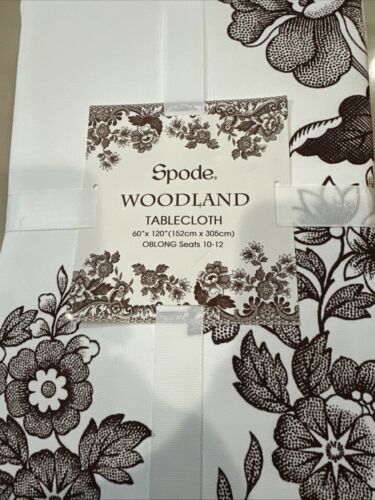 Spode®
WOODLAND
TABLECLOTH
60"x 120"(152cm x 305cm)
OBLONG Seats 10-12